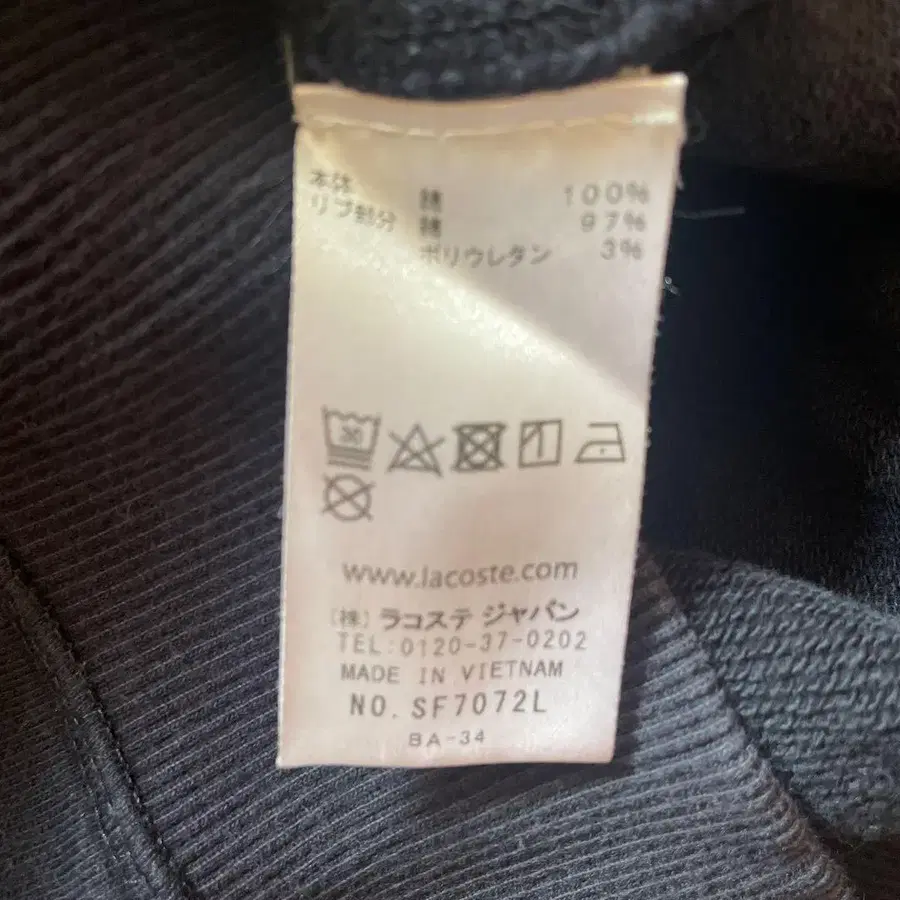 本体 綿 100%
リブ部分 綿 97%
ポリウレタン 3%
30
www.lacoste.com
(株) ラコステ ジャパン
TEL:0120-37-0202
MADE IN VIETNAM
NO. SF7072L
BA-34